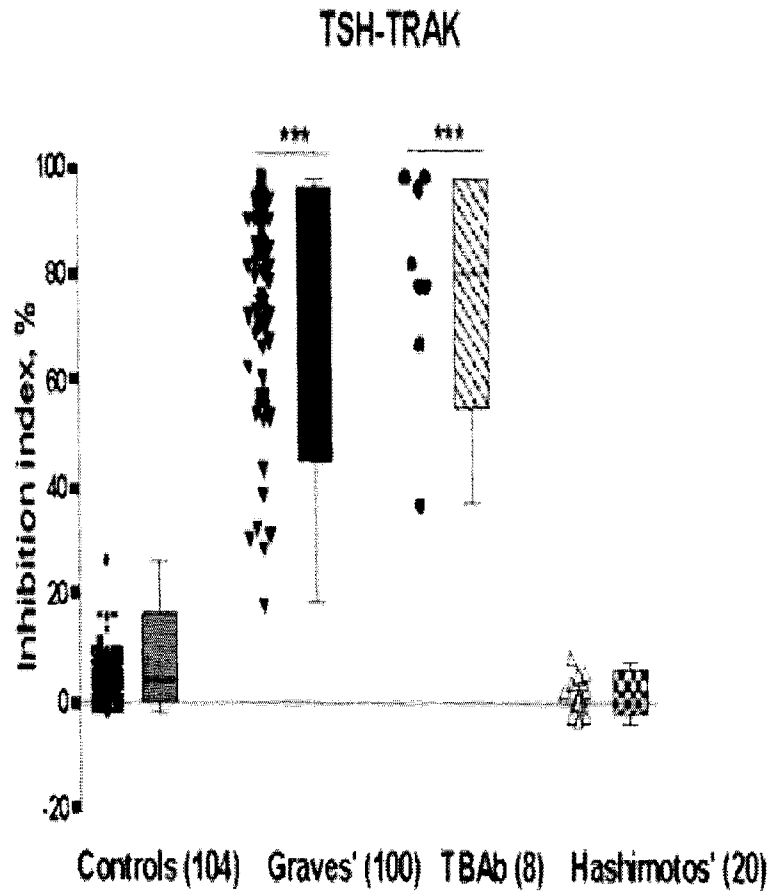 TSH-TRAK
*** ***
Inhibition index, %
100
80
60
40
20
0
-20
Controls (104) Graves' (100) TBAb (8) Hashimotos' (20)